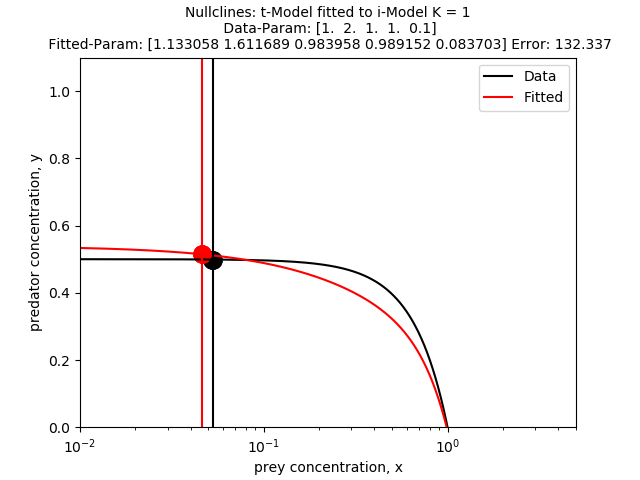 Nullclines: t-Model fitted to i-Model K = 1
Data-Param: [1. 2. 1. 1. 0.1]
Fitted-Param: [1.133058 1.611689 0.983958 0.989152 0.083703] Error: 132.337
Data
Fitted
1.0
0.8
0.6
0.4
0.2
0.0
predator concentration, y
10⁻²
10⁻¹
10⁰
prey concentration, x